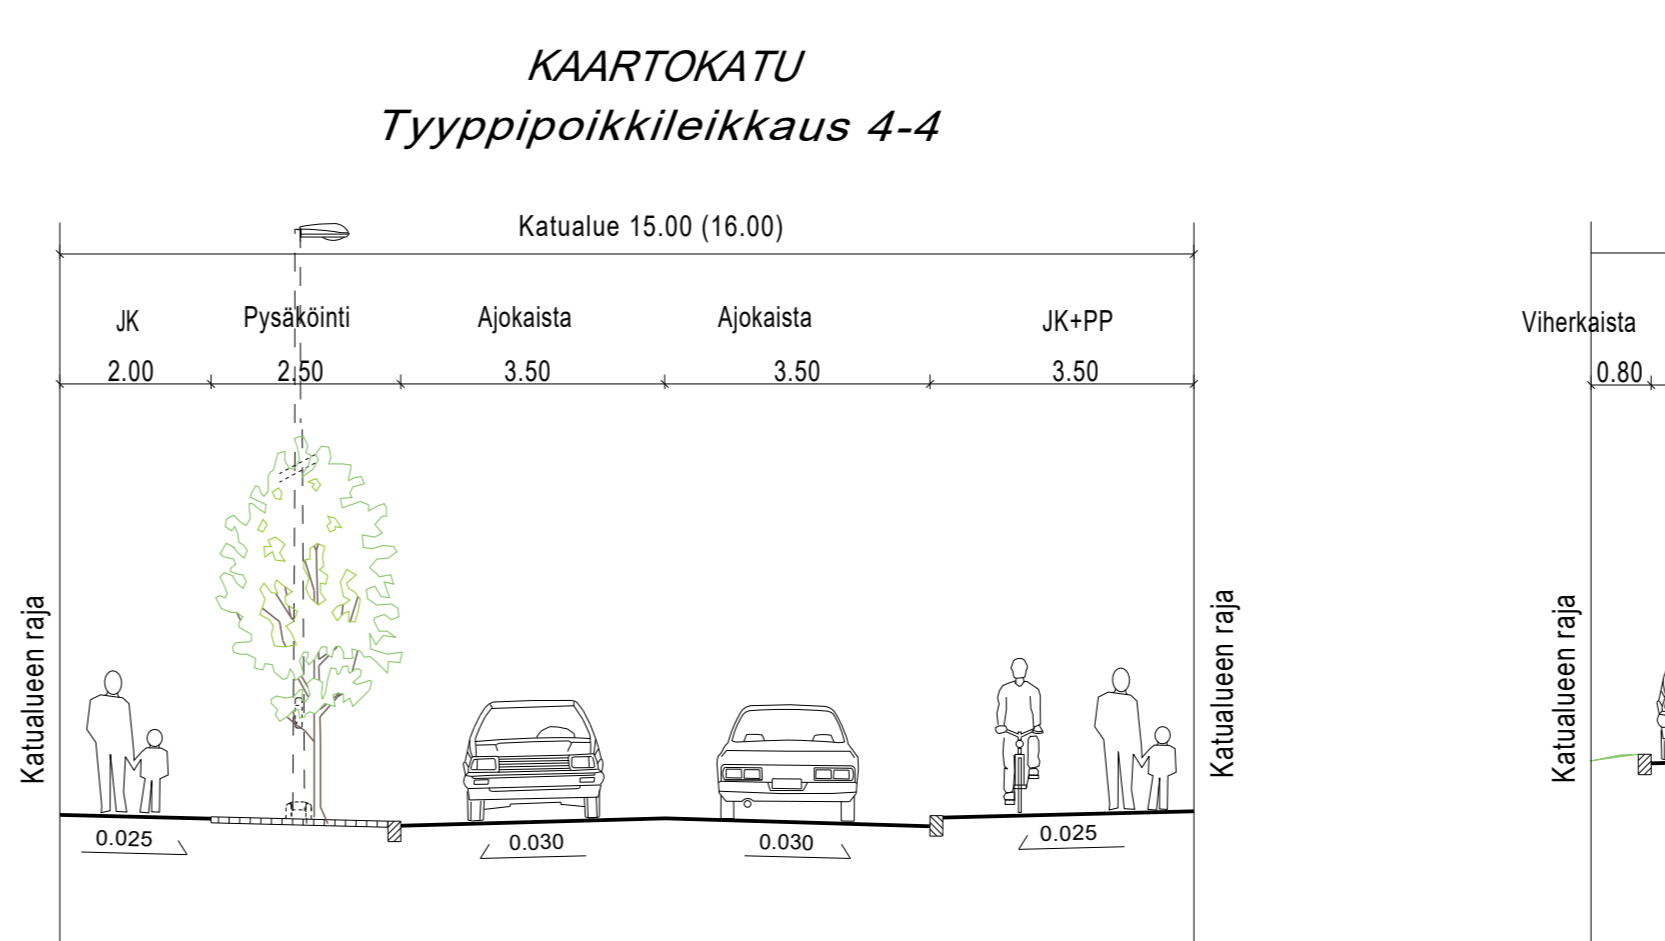 KAARTOKATU
Tyyppipoikkileikkaus 4-4
Katualue 15.00 (16.00)
JK Pysäköinti Ajokaista Ajokaista JK+PP
2.00 2.50 3.50 3.50 3.50
Katualueen raja
Katualueen raja
0.025 0.030 0.030 0.025
Viherkaista
0.80
Katualueen raja